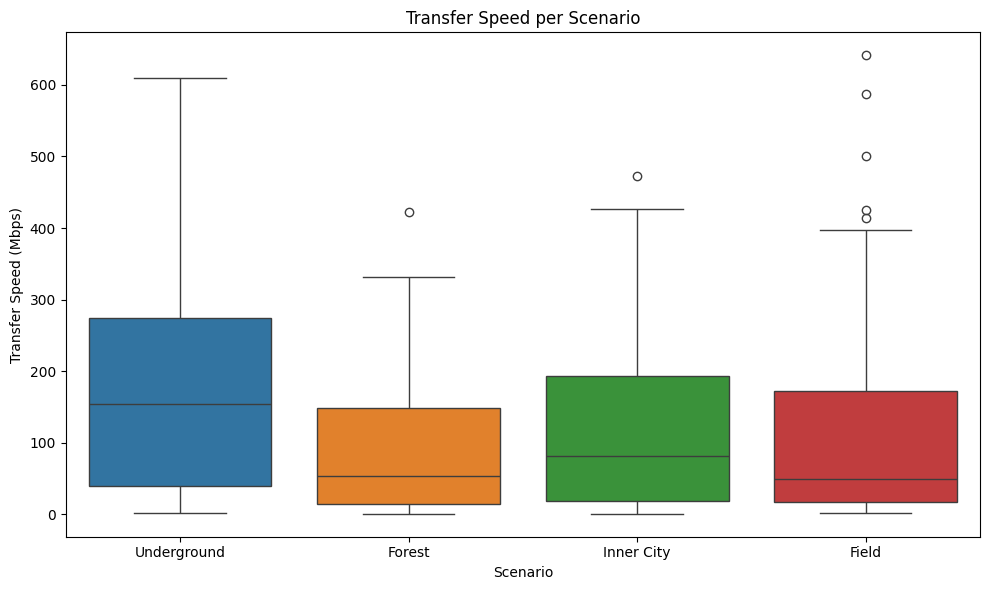 Transfer Speed per Scenario
Transfer Speed (Mbps)
600
500
400
300
200
100
0
Underground
Forest
Inner City
Field
Scenario